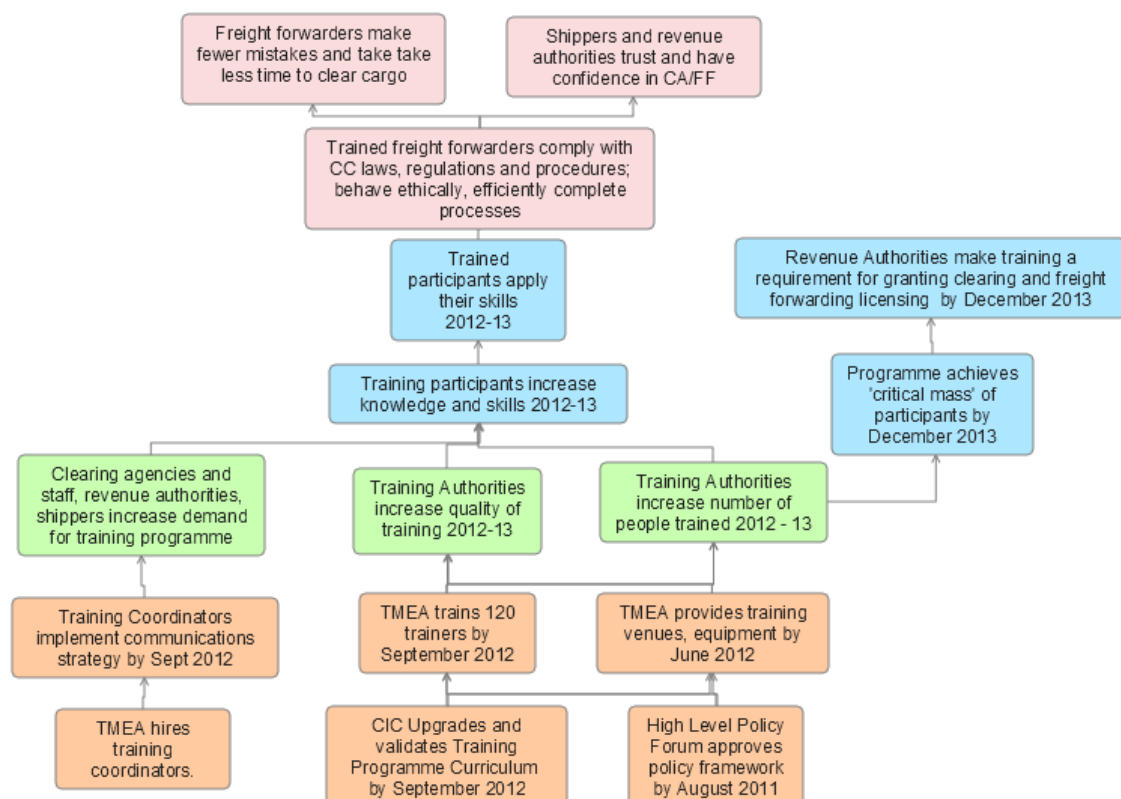 Freight forwarders make
fewer mistakes and take take
less time to clear cargo
Shippers and revenue
authorities trust and have
confidence in CA/FF
Trained freight forwarders comply with
CC laws, regulations and procedures;
behave ethically, efficiently complete
processes
Trained
participants apply
their skills
2012-13
Revenue Authorities make training a
requirement for granting clearing and freight
forwarding licensing by December 2013
Training participants increase
knowledge and skills 2012-13
Programme achieves
'critical mass' of
participants by
December 2013
Clearing agencies and
staff, revenue authorities,
shippers increase demand
for training programme
Training Authorities
increase quality of
training 2012-13
Training Authorities
increase number of
people trained 2012 - 13
Training Coordinators
implement communications
strategy by Sept 2012
TMEA trains 120
trainers by
September 2012
TMEA provides training
venues, equipment by
June 2012
TMEA hires
training
coordinators.
CIC Upgrades and
validates Training
Programme Curriculum
by September 2012
High Level Policy
Forum approves
policy framework
by August 2011